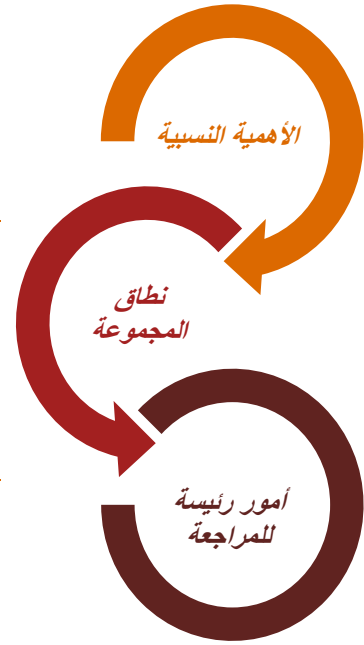 الأهمية النسبية
نطاق
المجموعة
أمور رئيسة
للمراجعة